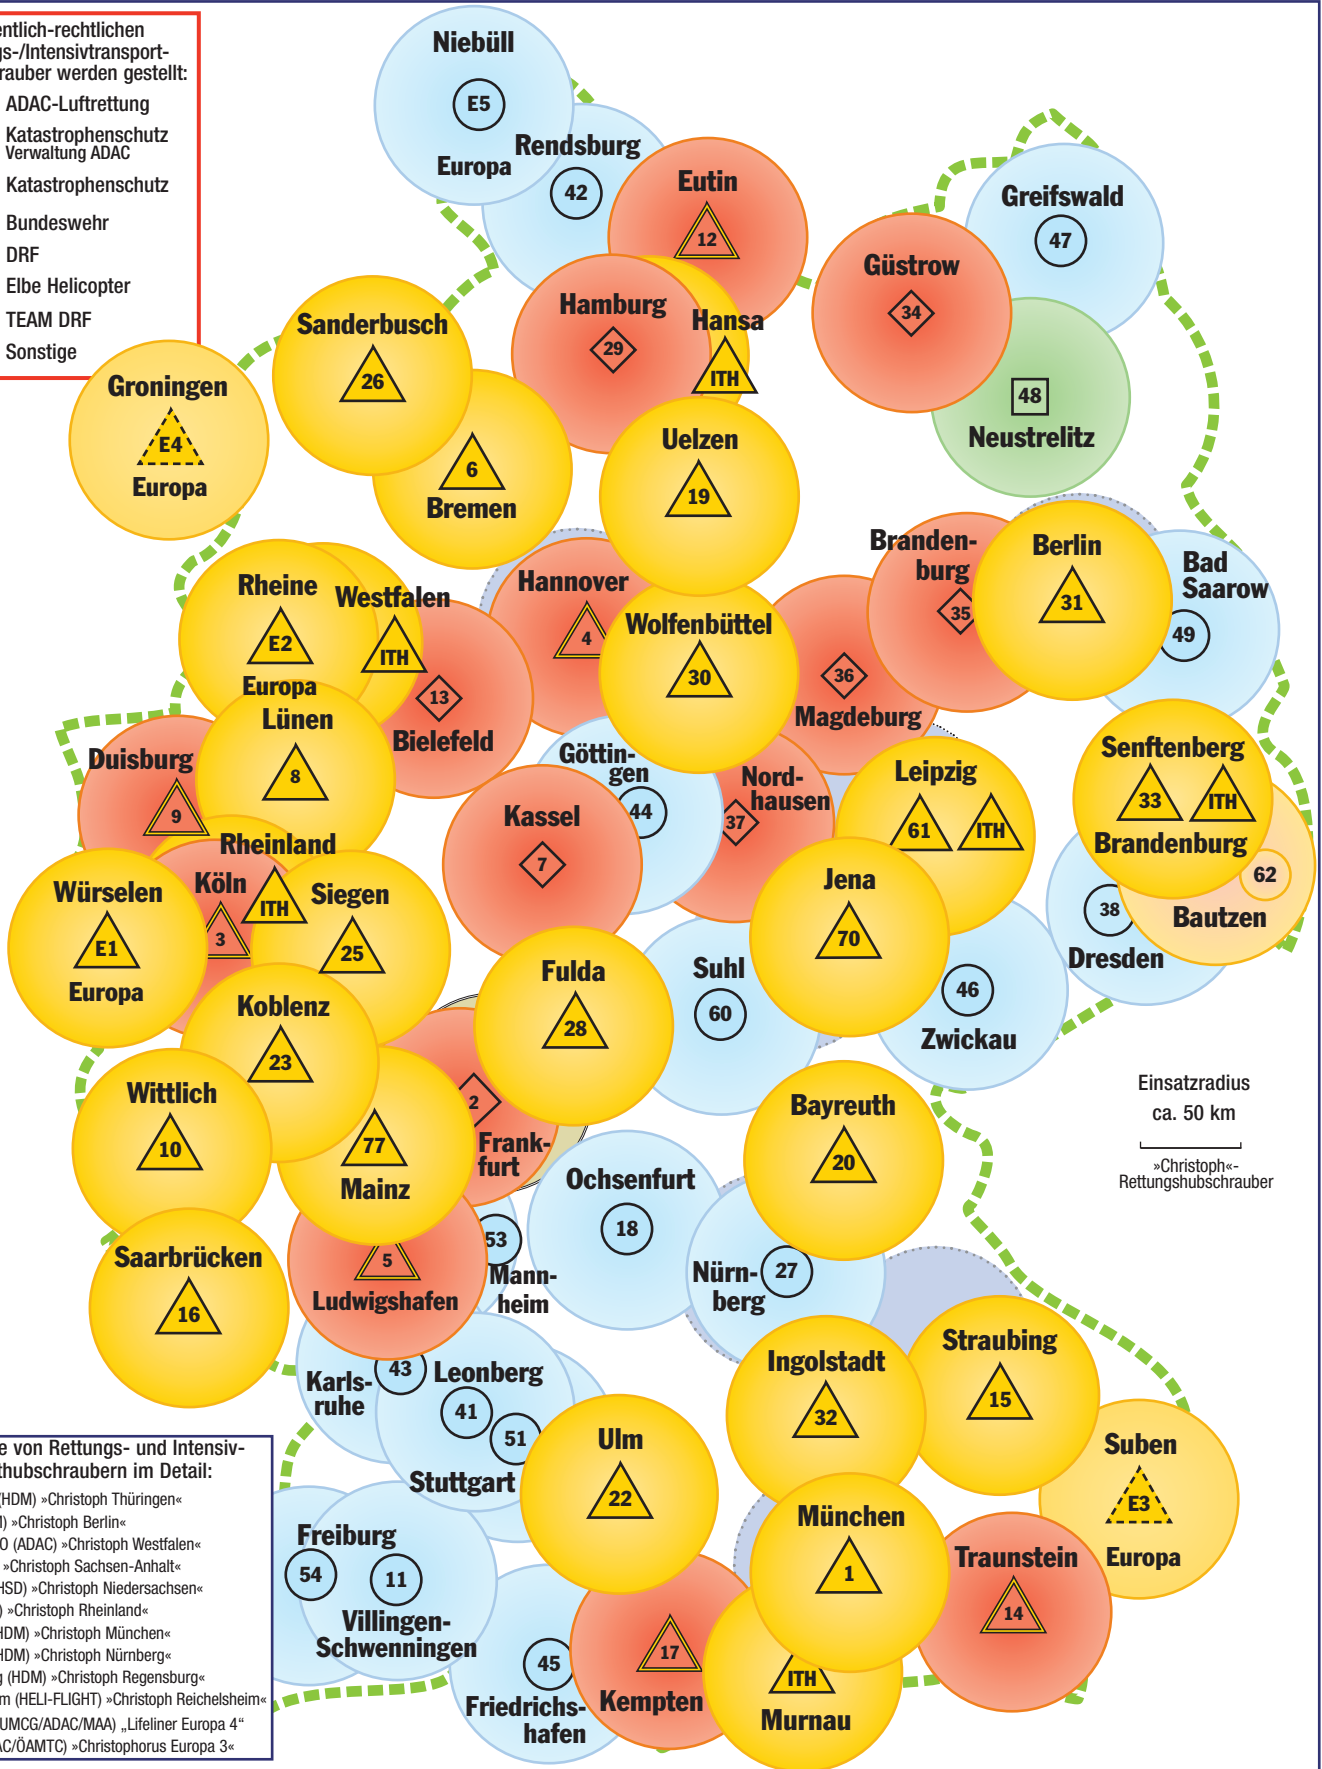 entlich-rechtlichen
gs-/Intensivtransport-
rauber werden gestellt:
ADAC-Luftrettung
Katastrophenschutz
Verwaltung ADAC
Katastrophenschutz
Bundeswehr
DRF
Elbe Helicopter
TEAM DRF
Sonstige
Niebüll
E5
Europa
Rendsburg
42
Eutin
12
Greifswald
47
Güstrow
34
Hamburg
29
Hansa
ITH
Sanderbusch
26
48
Neustrelitz
Groningen
E4
Europa
6
Bremen
Uelzen
19
Branden-
burg
35
Berlin
31
Bad
Saarow
49
Rheine
E2
Europa
Westfalen
ITH
Hannover
4
Wolfenbüttel
30
36
Magdeburg
13
Bielefeld
Lünen
8
Duisburg
9
Göttin-
gen
44
Nord-
hausen
37
Leipzig
61
ITH
Senftenberg
33
ITH
Brandenburg
62
Bautzen
38
Dresden
Kassel
7
Rheinland
ITH
Köln
3
Siegen
25
Würselen
E1
Europa
Jena
70
Fulda
28
Suhl
60
46
Zwickau
Koblenz
23
Wittlich
10
2
Frank-
furt
77
Mainz
Bayreuth
20
Einsatzradius
ca. 50 km
»Christoph«-
Rettungshubschrauber
Ochsenfurt
18
53
Mann-
heim
5
Ludwigshafen
Saarbrücken
16
Nürn-
berg
27
Karls-
ruhe
43
Leonberg
41
51
Stuttgart
Ingolstadt
32
Straubing
15
Ulm
22
Suben
E3
Europa
München
1
Traunstein
14
Freiburg
54
11
Villingen-
Schwenningen
45
Friedrichs-
hafen
17
Kempten
ITH
Murnau
e von Rettungs- und Intensiv-
thubschraubern im Detail:
(HDM) »Christoph Thüringen«
) »Christoph Berlin«
O (ADAC) »Christoph Westfalen«
»Christoph Sachsen-Anhalt«
HSD) »Christoph Niedersachsen«
) »Christoph Rheinland«
HDM) »Christoph München«
HDM) »Christoph Nürnberg«
g (HDM) »Christoph Regensburg«
m (HELI-FLIGHT) »Christoph Reichelsheim«
UMCG/ADAC/MAA) „Lifeliner Europa 4“
AC/ÖAMTC) »Christophorus Europa 3«